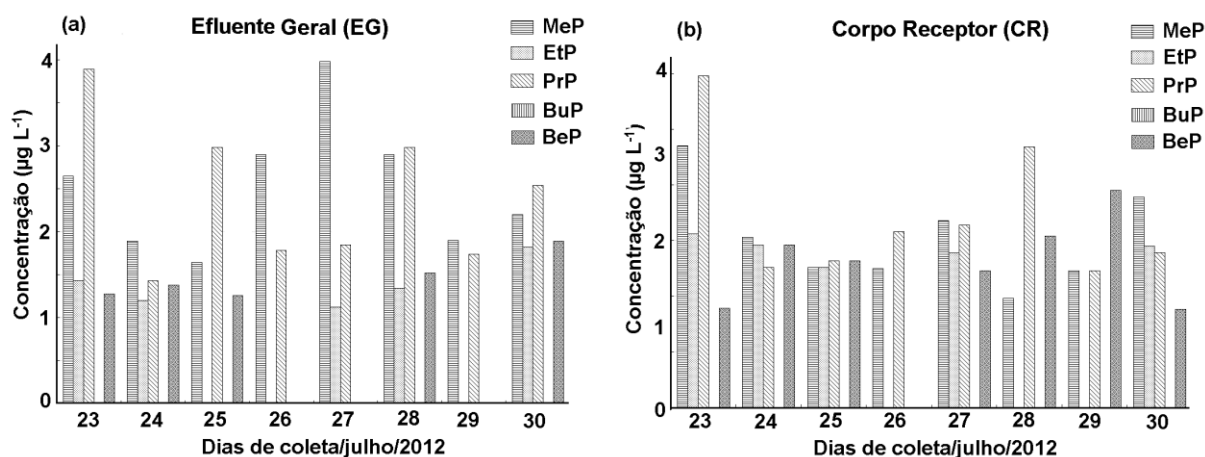 (a)
Efluente Geral (EG)
MeP
EtP
PrP
BuP
BeP
4
3
2
1
0
Concentração (µg L-1)
23 24 25 26 27 28 29 30
Dias de coleta/julho/2012
(b)
Corpo Receptor (CR)
MeP
EtP
PrP
BuP
BeP
4
3
2
1
0
Concentração (µg L-1)
23 24 25 26 27 28 29 30
Dias de coleta/julho/2012